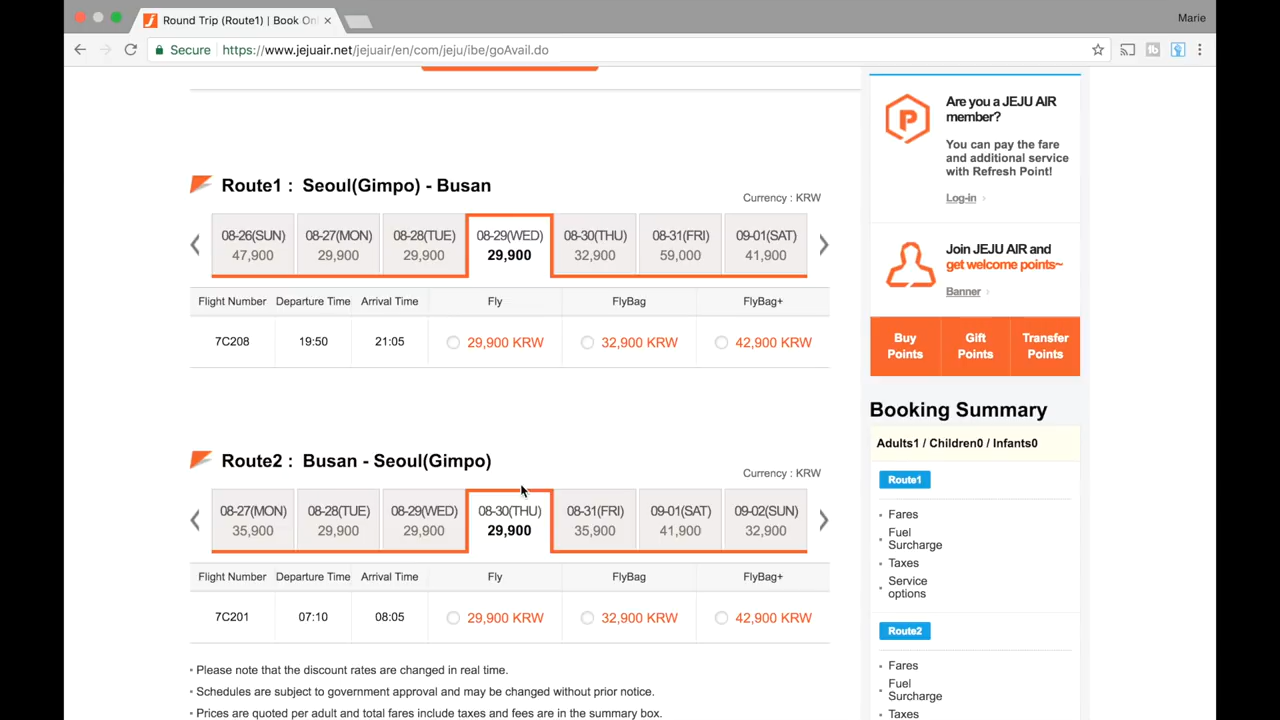 Round Trip (Route1) | Book On
Marie
Secure https://www.jejuair.net/jejuair/en/com/jeju/ibe/goAvail.do
Route1 : Seoul(Gimpo) - Busan
Currency : KRW
08-26(SUN) 08-27(MON) 08-28(TUE) 08-29(WED) 08-30(THU) 08-31(FRI) 09-01(SAT)
47,900 29,900 29,900 29,900 32,900 59,000 41,900
Flight Number Departure Time Arrival Time Fly FlyBag FlyBag+
7C208 19:50 21:05 29,900 KRW 32,900 KRW 42,900 KRW
Route2 : Busan - Seoul(Gimpo)
Currency : KRW
08-27(MON) 08-28(TUE) 08-29(WED) 08-30(THU) 08-31(FRI) 09-01(SAT) 09-02(SUN)
35,900 29,900 29,900 29,900 35,900 41,900 32,900
Flight Number Departure Time Arrival Time Fly FlyBag FlyBag+
7C201 07:10 08:05 29,900 KRW 32,900 KRW 42,900 KRW
Please note that the discount rates are changed in real time.
Schedules are subject to government approval and may be changed without prior notice.
Prices are quoted per adult and total fares include taxes and fees are in the summary box.
P
Are you a JEJU AIR
member?
You can pay the fare
and additional service
with Refresh Point!
Log-in
Join JEJU AIR and
get welcome points~
Banner
Buy
Points
Gift
Points
Transfer
Points
Booking Summary
Adults1 / Children0 / Infants0
Route1
Fares
Fuel
Surcharge
Taxes
Service
options
Route2
Fares
Fuel
Surcharge
Taxes